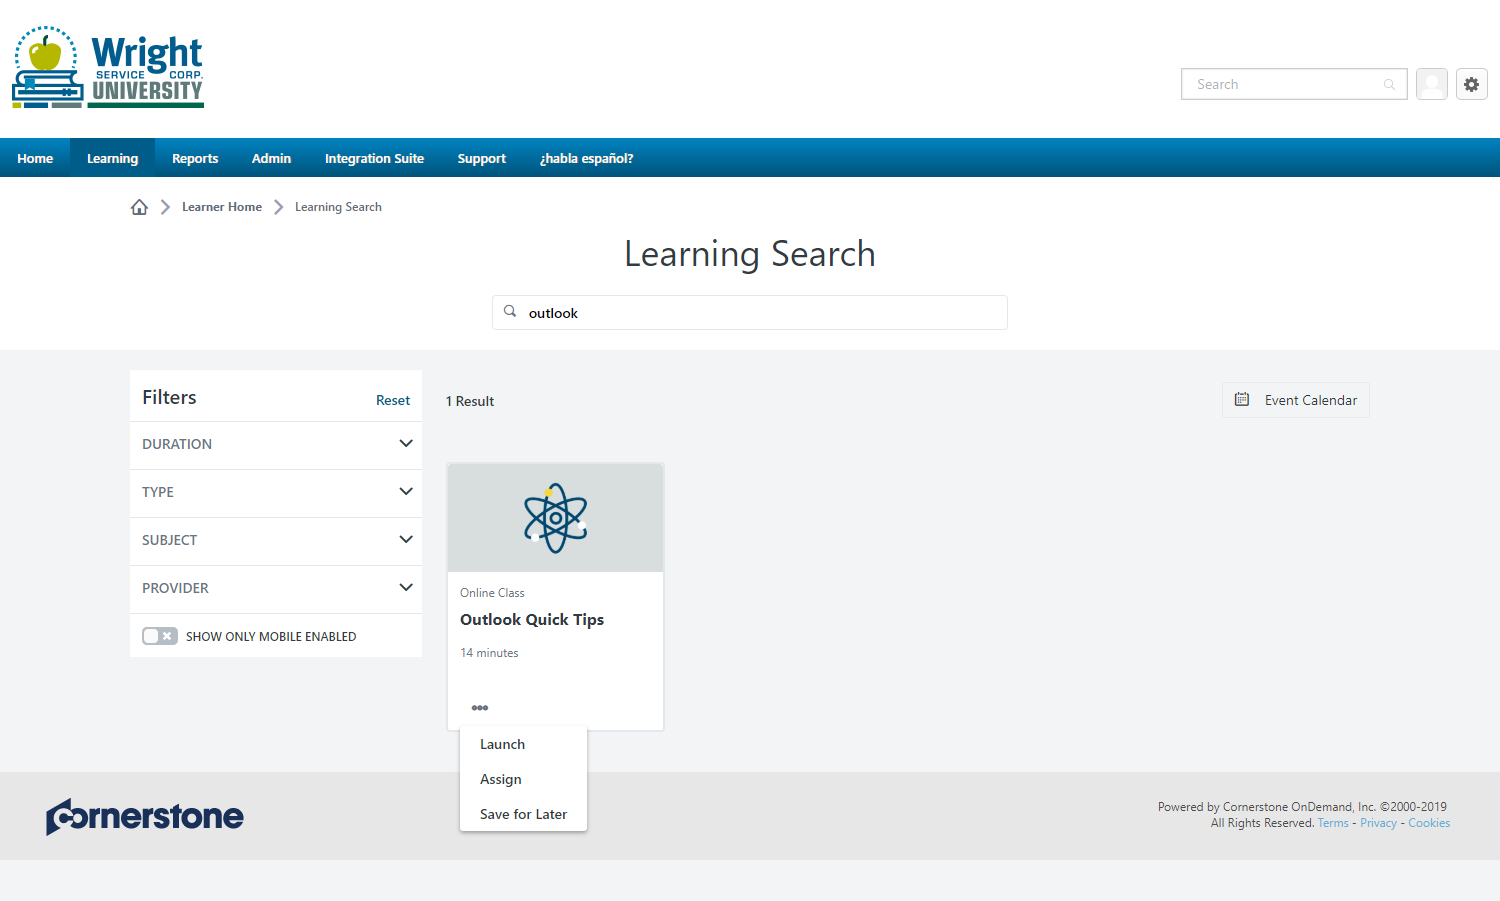 Wright
SERVICE CORP.
UNIVERSITY
Search
Home Learning Reports Admin Integration Suite Support ¿habla español?
Learner Home Learning Search
Learning Search
outlook
Filters
Reset
1 Result
Event Calendar
DURATION
TYPE
SUBJECT
PROVIDER
SHOW ONLY MOBILE ENABLED
Online Class
Outlook Quick Tips
14 minutes
Launch
Assign
Save for Later
Cornerstone
Powered by Cornerstone OnDemand, Inc. ©2000-2019
All Rights Reserved. Terms - Privacy - Cookies